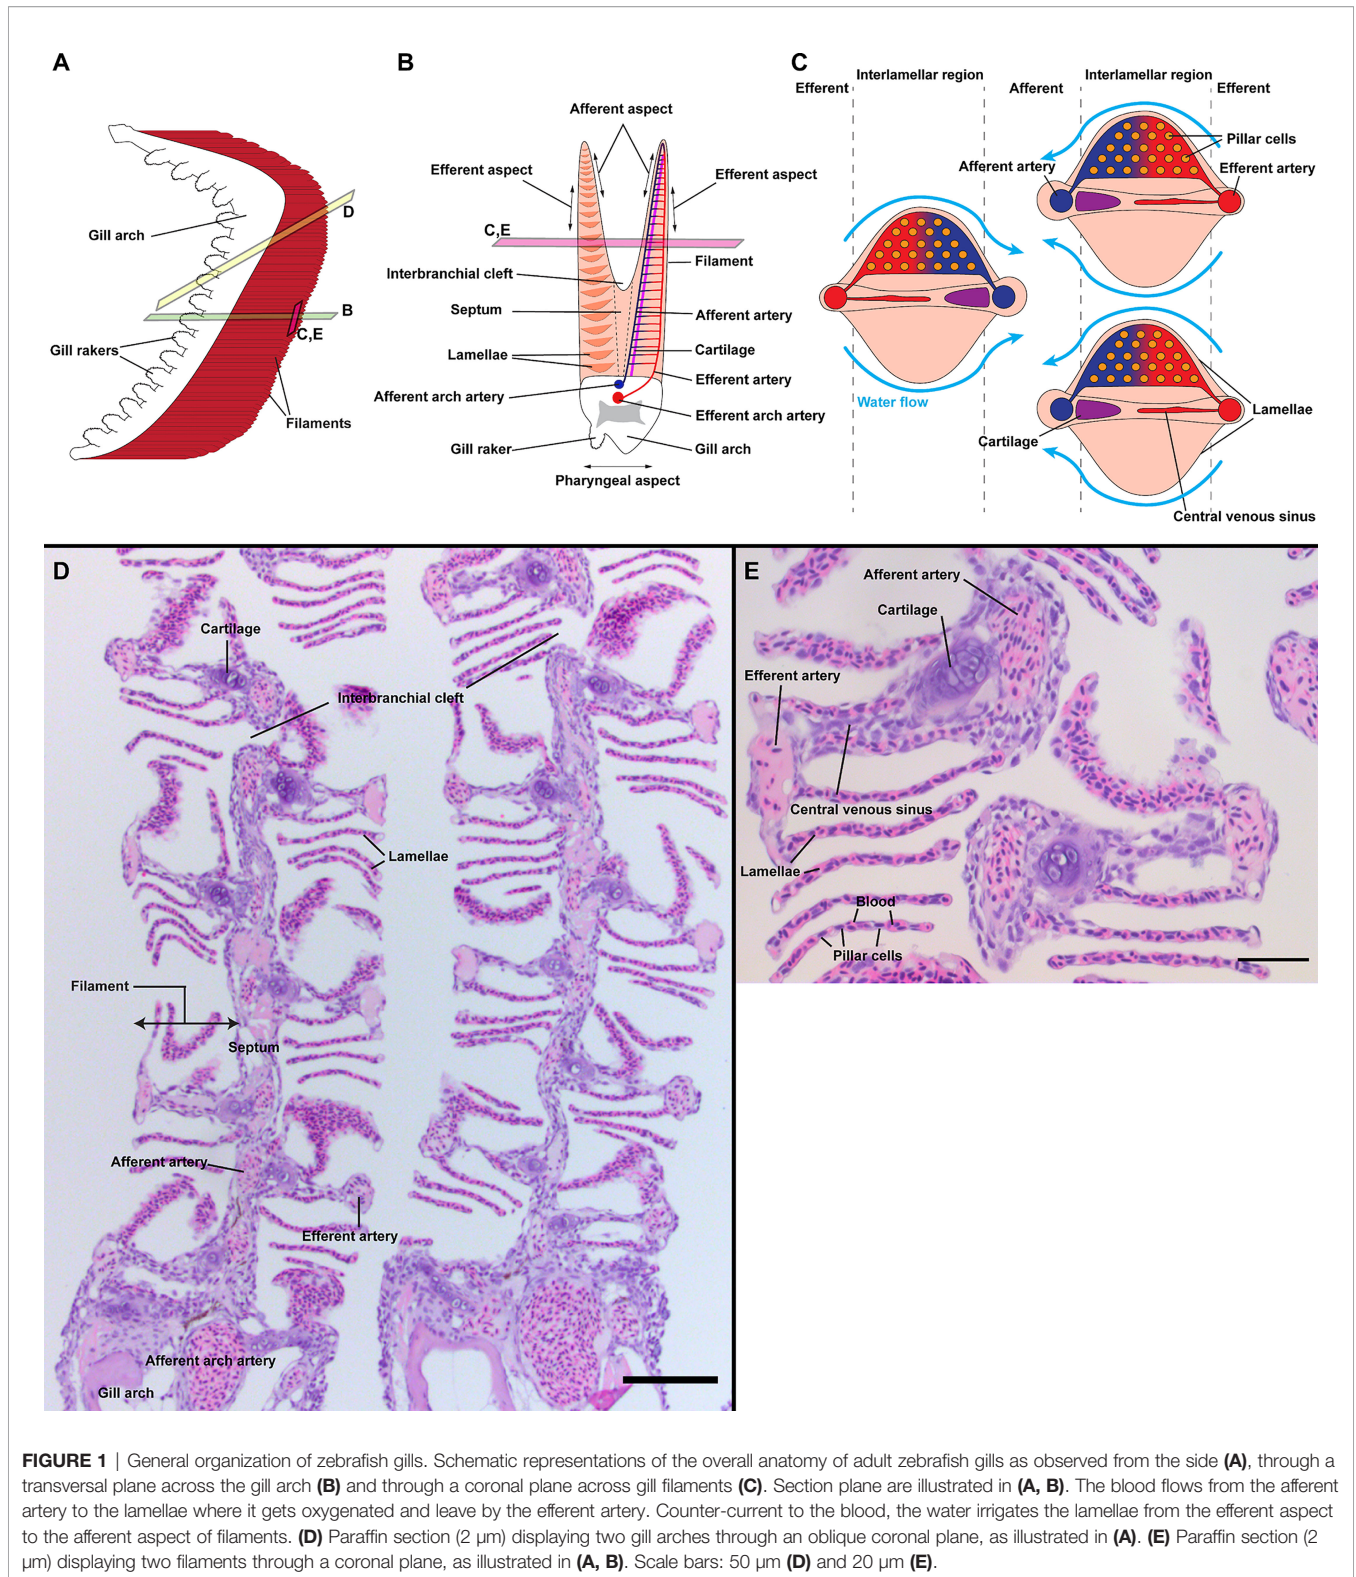 A
Gill arch
D
B
C,E
Gill rakers
Filaments
B
Afferent aspect
Efferent aspect
Efferent aspect
C,E
Interbranchial cleft
Filament
Septum
Afferent artery
Lamellae
Cartilage
Afferent arch artery
Efferent artery
Efferent arch artery
Gill raker
Gill arch
Pharyngeal aspect
C
Interlamellar region
Interlamellar region
Efferent
Afferent
Efferent
Pillar cells
Afferent artery
Efferent artery
Water flow
Lamellae
Cartilage
Central venous sinus
D
Cartilage
Interbranchial cleft
Lamellae
Filament
Septum
Afferent artery
Efferent artery
Afferent arch artery
Gill arch
E
Afferent artery
Cartilage
Efferent artery
Central venous sinus
Lamellae
Blood
Pillar cells
FIGURE 1 | General organization of zebrafish gills. Schematic representations of the overall anatomy of adult zebrafish gills as observed from the side (A), through a
transversal plane across the gill arch (B) and through a coronal plane across gill filaments (C). Section plane are illustrated in (A, B). The blood flows from the afferent
artery to the lamellae where it gets oxygenated and leave by the efferent artery. Counter-current to the blood, the water irrigates the lamellae from the efferent aspect
to the afferent aspect of filaments. (D) Paraffin section (2 μm) displaying two gill arches through an oblique coronal plane, as illustrated in (A). (E) Paraffin section (2
μm) displaying two filaments through a coronal plane, as illustrated in (A, B). Scale bars: 50 μm (D) and 20 μm (E).